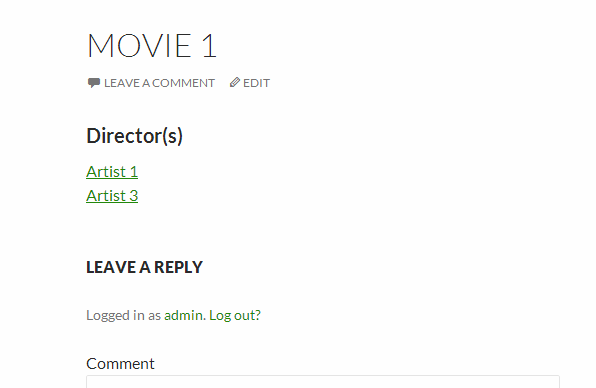 MOVIE 1
LEAVE A COMMENT EDIT
Director(s)
Artist 1
Artist 3
LEAVE A REPLY
Logged in as admin. Log out?
Comment